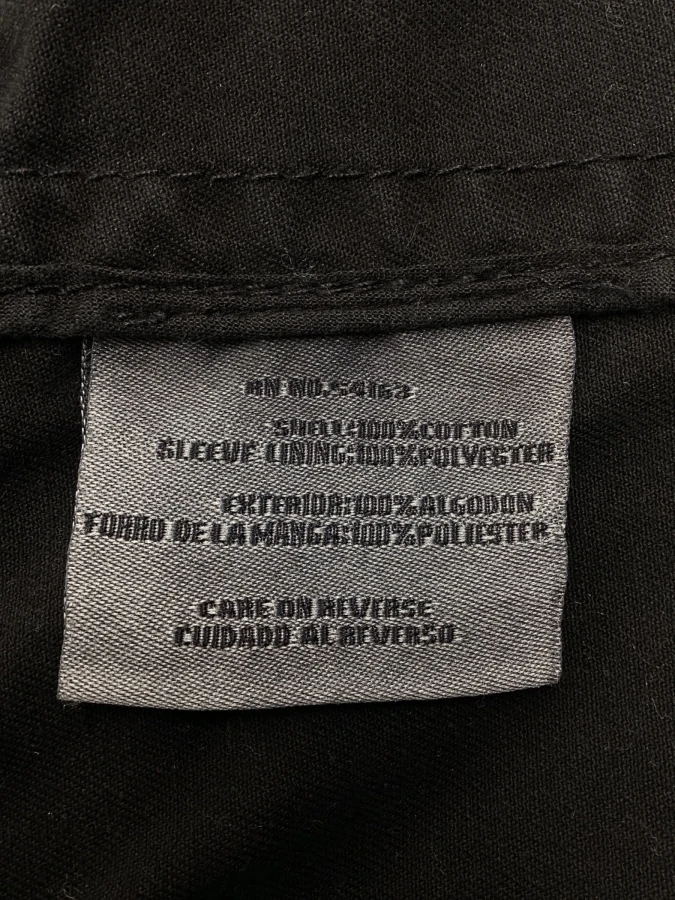 RN NO.54163
SHELL:100%COTTON
SLEEVE LINING:100%POLYESTER
EXTERIOR:100%ALGODON
FORRO DE LA MANGA:100%POLIESTER
CARE ON REVERSE
CUIDADO AL REVERSO